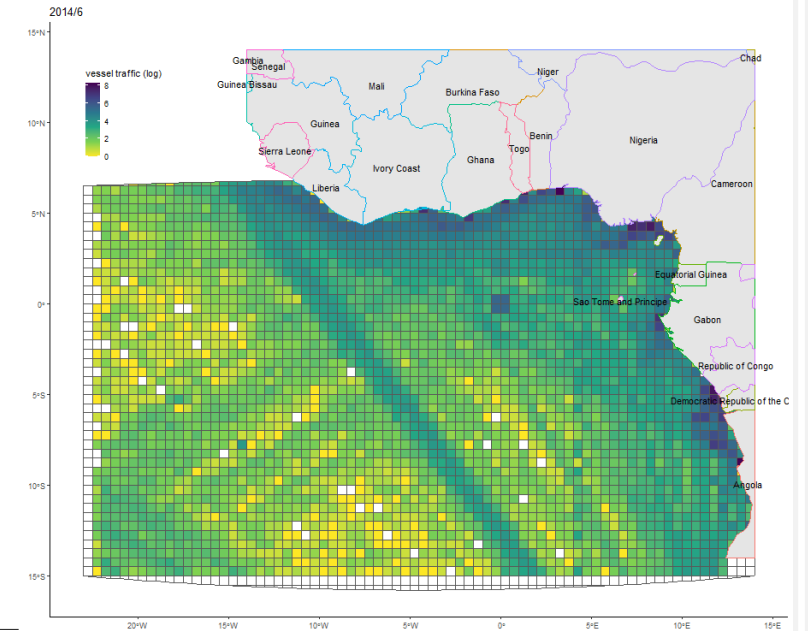 2014/6
15°N
Gambia
Senegal
Chad
vessel traffic (log)
Niger
Guinea Bissau
Mali
Burkina Faso
8
6
4
2
0
10°N
Guinea
Benin
Nigeria
Sierra Leone
Togo
Ghana
Ivory Coast
Cameroon
Liberia
5°N
Equatorial Guinea
0°
Sao Tome and Principe
Gabon
Republic of Congo
5°S
Democratic Republic of the C
10°S
Angola
15°S
20°W 15°W 10°W 5°W 0° 5°E 10°E 15°E